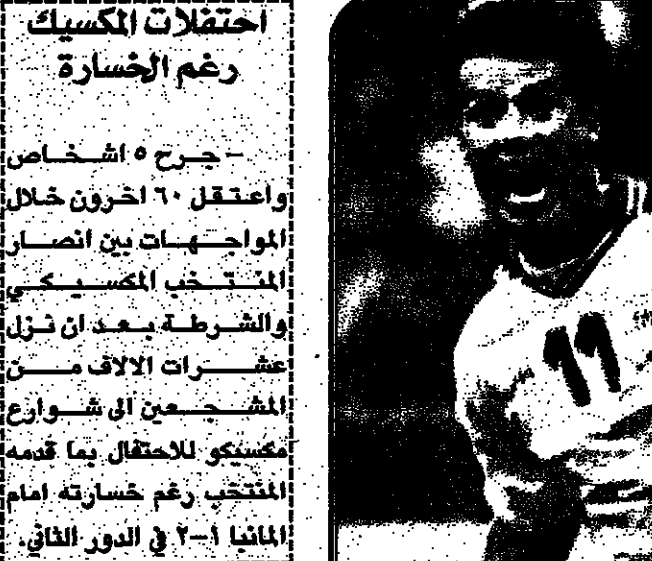 احتفلات المكسيك
رغم الخسارة
– جرح ٥ اشخاص
واعتقل ٦٠ اخرون خلال
المواجهات بين انصار
المنتخب المكسيكي
والشرطة بعد ان نزل
عشرات الالاف من
المشجعين الى شوارع
مكسيكو للاحتفال بما قدمه
المنتخب رغم خسارته امام
المانيا ١–٢ في الدور الثاني.
11